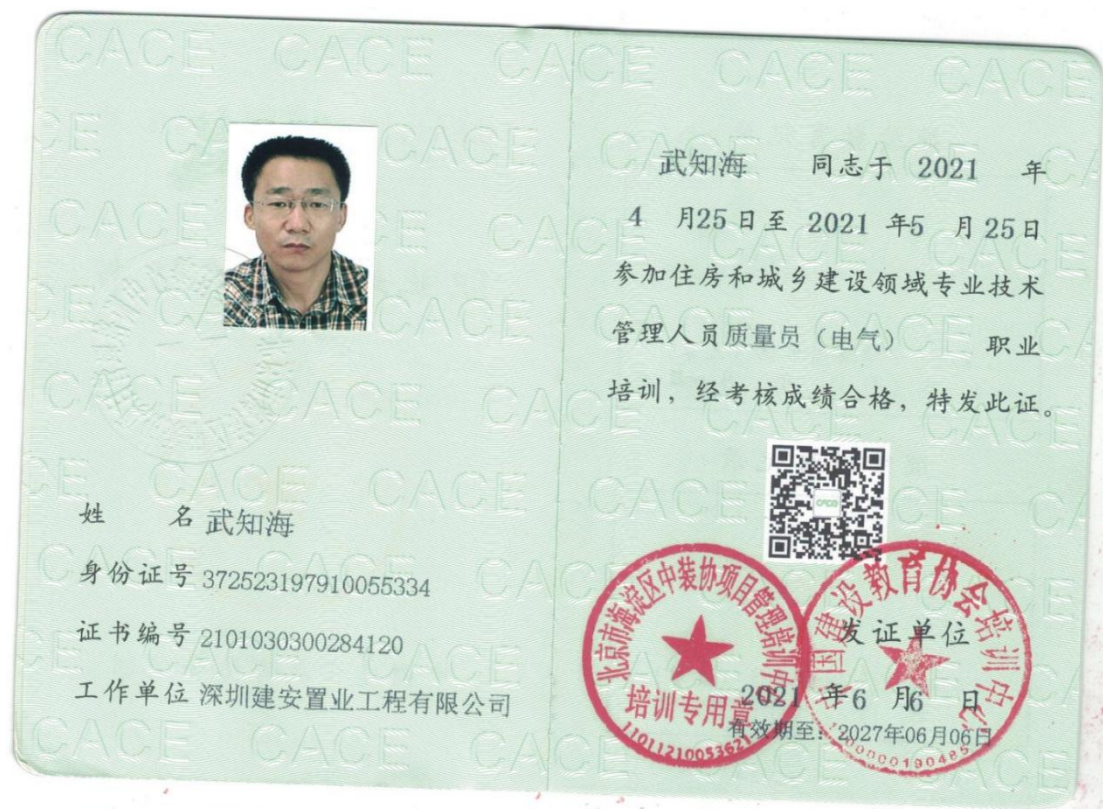 姓 名 武知海
身份证号 372523197910055334
证书编号 2101030300284120
工作单位 深圳建安置业工程有限公司
武知海 同志于 2021 年
4 月25日至 2021 年5 月25日
参加住房和城乡建设领域专业技术
管理人员质量员（电气） 职业
培训，经考核成绩合格，特发此证。
CACE
北京市海淀区中装协项目管理培训中
培训专用章
中国建设教育协会培训中心
发证单位
2021 年6 月6 日
有效期至：2027年06月06日